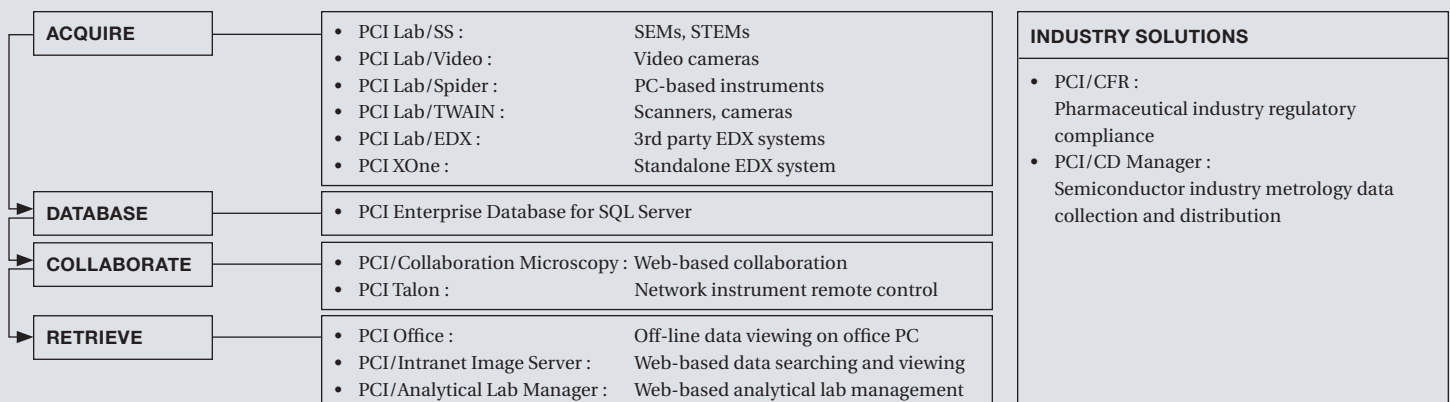 ACQUIRE
• PCI Lab/SS : SEMs, STEMs
• PCI Lab/Video : Video cameras
• PCI Lab/Spider : PC-based instruments
• PCI Lab/TWAIN : Scanners, cameras
• PCI Lab/EDX : 3rd party EDX systems
• PCI XOne : Standalone EDX system
DATABASE
• PCI Enterprise Database for SQL Server
COLLABORATE
• PCI/Collaboration Microscopy : Web-based collaboration
• PCI Talon : Network instrument remote control
RETRIEVE
• PCI Office : Off-line data viewing on office PC
• PCI/Intranet Image Server : Web-based data searching and viewing
• PCI/Analytical Lab Manager : Web-based analytical lab management
INDUSTRY SOLUTIONS
• PCI/CFR :
Pharmaceutical industry regulatory
compliance
• PCI/CD Manager :
Semiconductor industry metrology data
collection and distribution